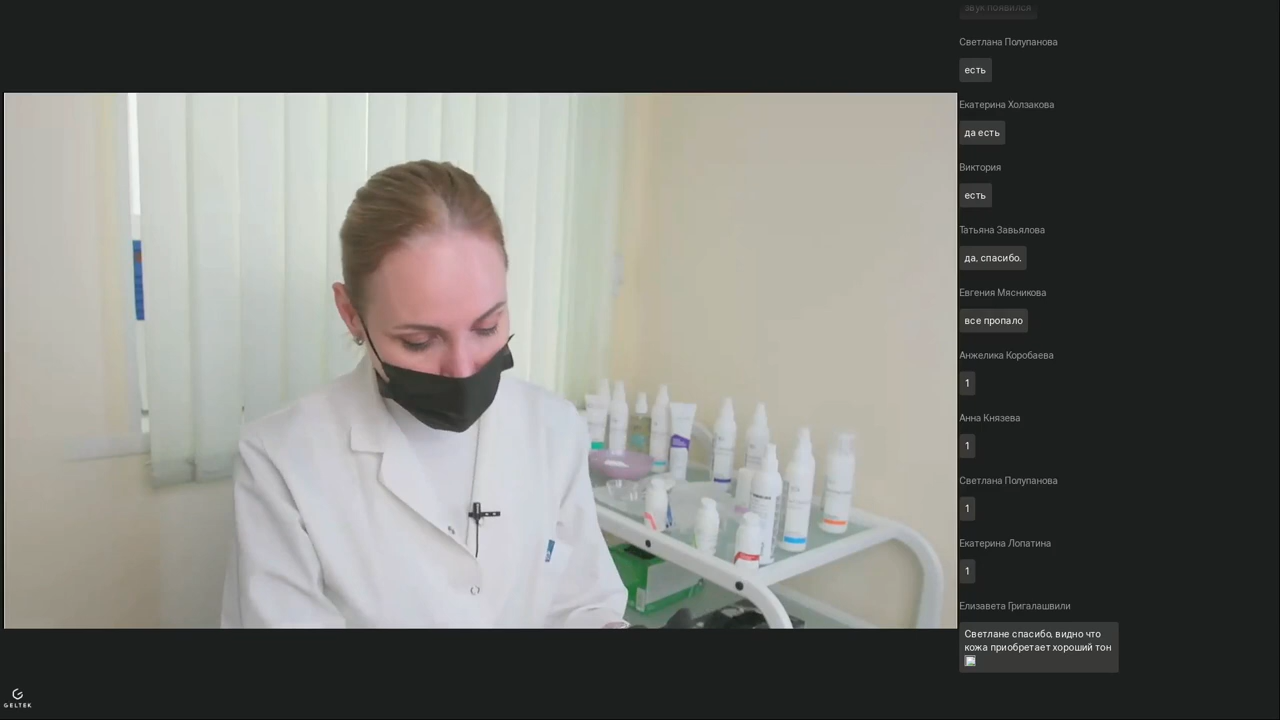 звук появился
Светлана Полупанова
есть
Екатерина Холзакова
да есть
Виктория
есть
Татьяна Завьялова
да, спасибо.
Евгения Мясникова
все пропало
Анжелика Коробаева
1
Анна Князева
1
Светлана Полупанова
1
Екатерина Лопатина
1
Елизавета Григалашвили
Светлане спасибо, видно что
кожа приобретает хороший тон
GELTEK